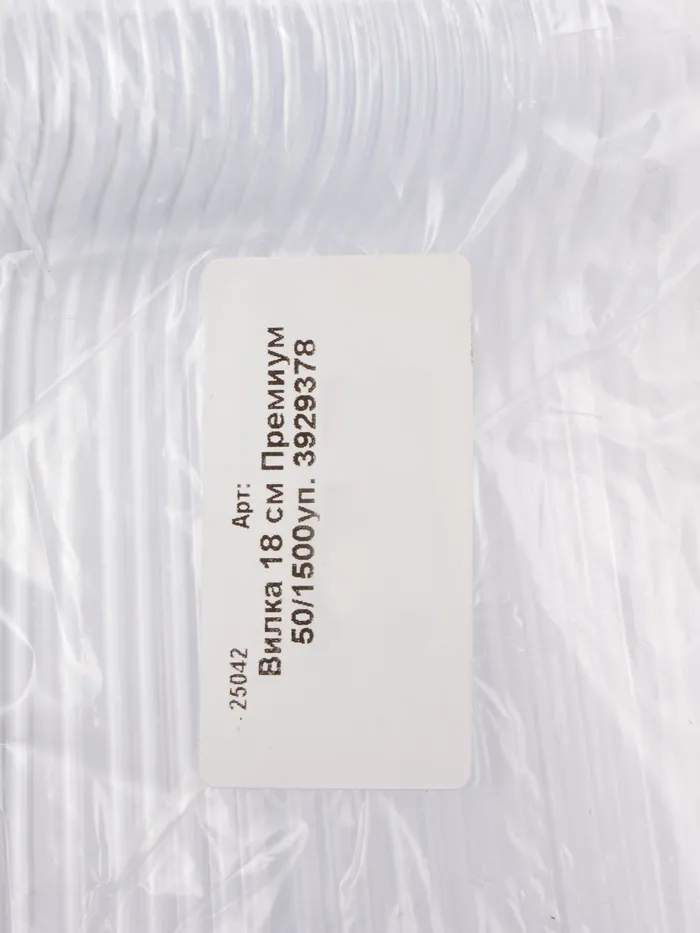 25042 Арт:
Вилка 18 см Премиум
50/1500уп. 3929378